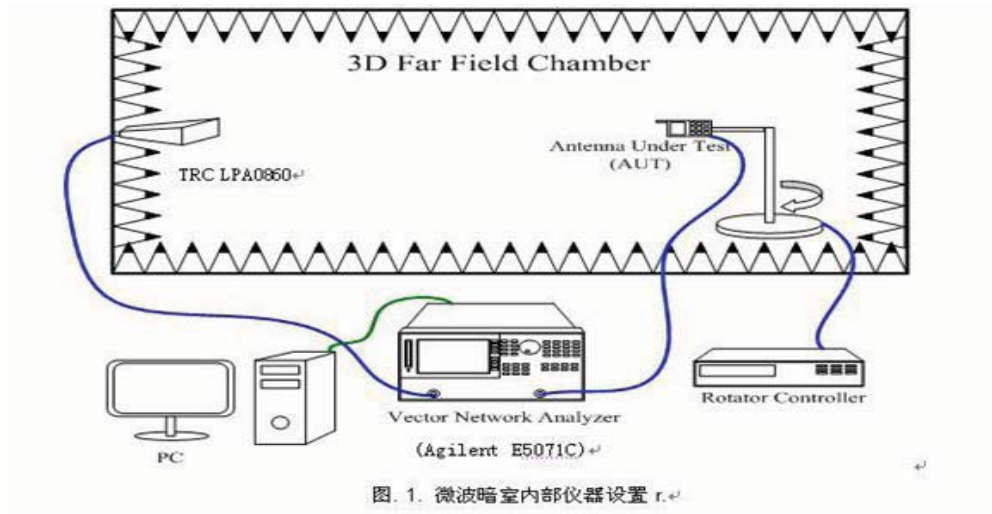 3D Far Field Chamber
TRC LPA0860↵
Antenna Under Test
(AUT)
Vector Network Analyzer
(Agilent E5071C)↵
Rotator Controller
PC
↵
图. 1. 微波暗室内部仪器设置 r.↵